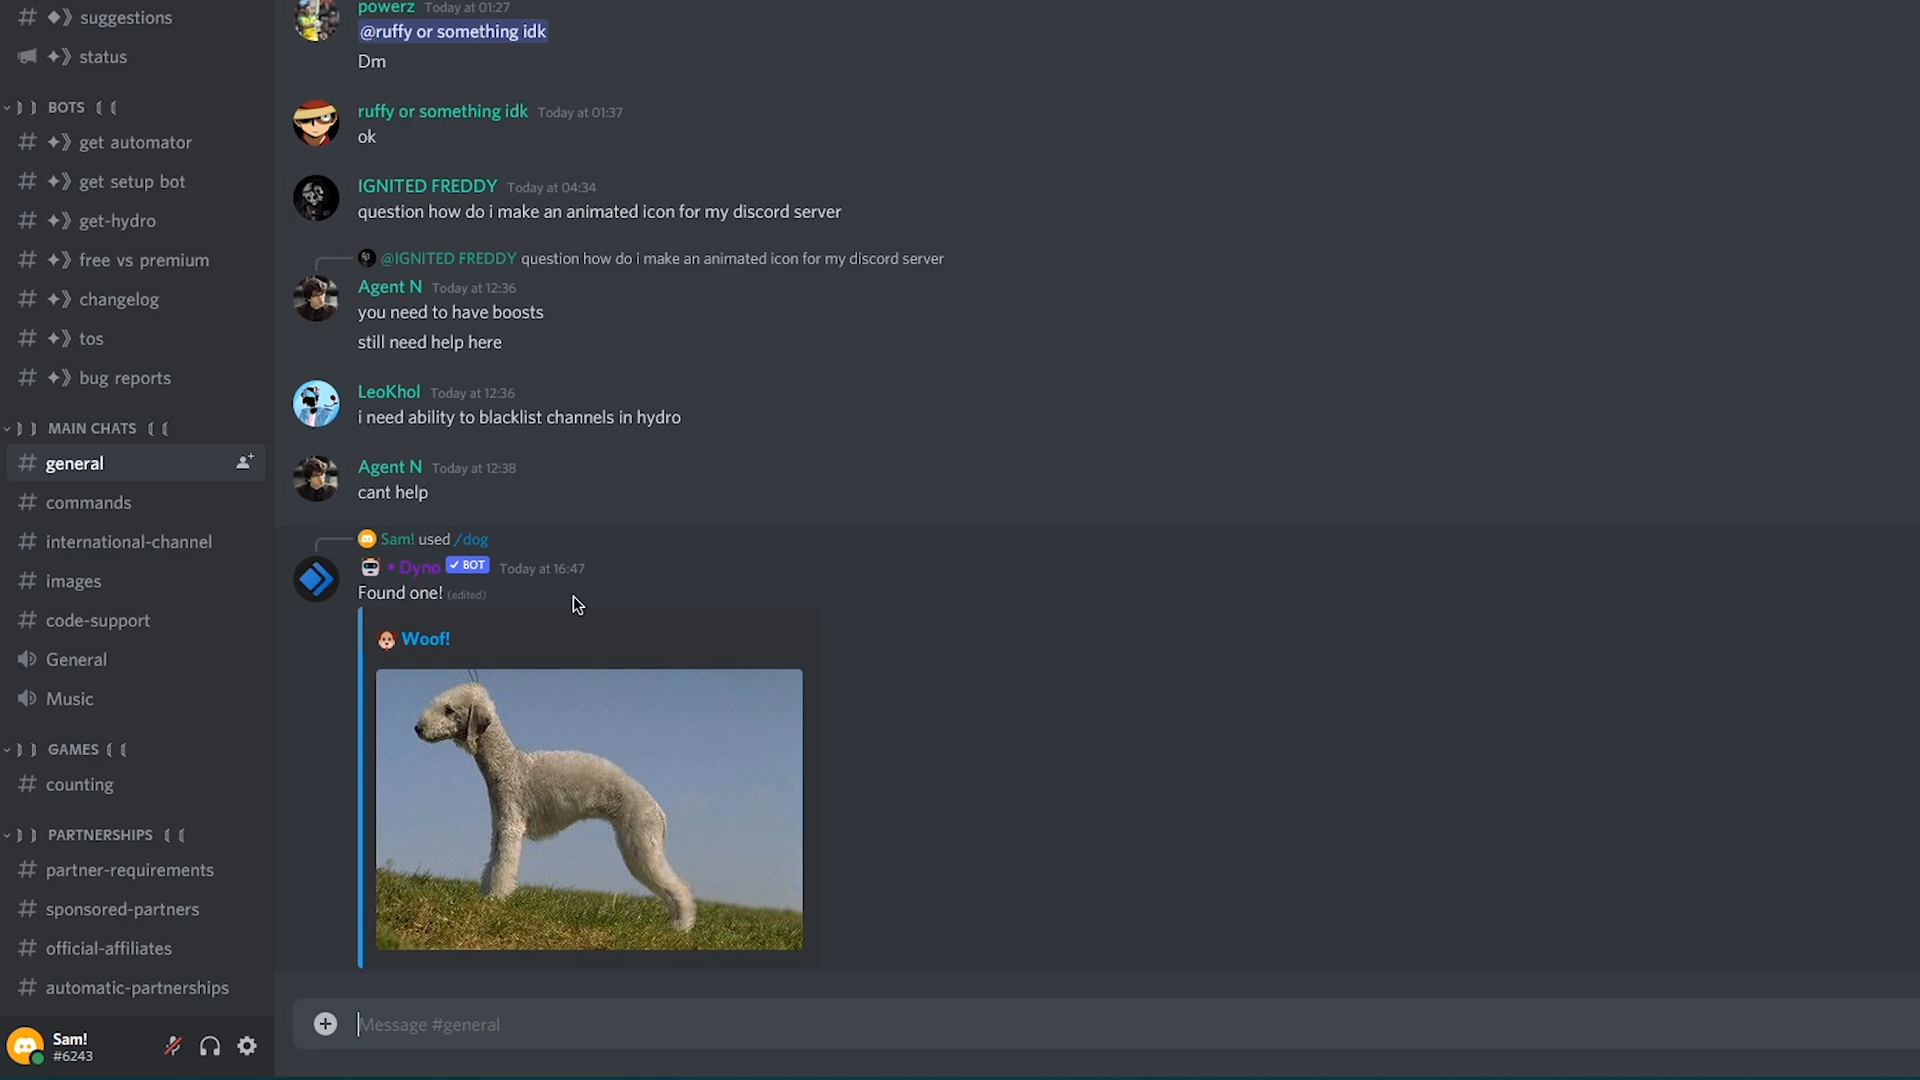 suggestions
status
BOTS
get automator
get setup bot
get-hydro
free vs premium
changelog
tos
bug reports
MAIN CHATS
general
commands
international-channel
images
code-support
General
Music
GAMES
counting
PARTNERSHIPS
partner-requirements
sponsored-partners
official-affiliates
automatic-partnerships
Sam!
#6243
powerz Today at 01:27
@ruffy or something idk
Dm
ruffy or something idk Today at 01:37
ok
IGNITED FREDDY Today at 04:34
question how do i make an animated icon for my discord server
@IGNITED FREDDY question how do i make an animated icon for my discord server
Agent N Today at 12:36
you need to have boosts
still need help here
LeoKhol Today at 12:36
i need ability to blacklist channels in hydro
Agent N Today at 12:38
cant help
Sam! used /dog
• Dyno ✓ BOT Today at 16:47
Found one! (edited)
Woof!
Message #general